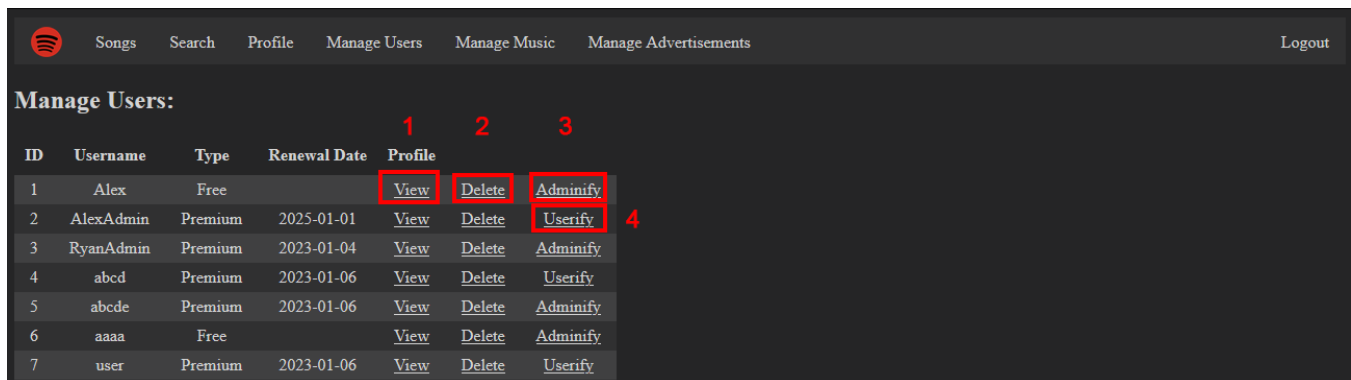 Songs Search Profile Manage Users Manage Music Manage Advertisements Logout
Manage Users:
1 2 3
ID Username Type Renewal Date Profile
1 Alex Free View Delete Adminify
2 AlexAdmin Premium 2025-01-01 View Delete Userify 4
3 RyanAdmin Premium 2023-01-04 View Delete Adminify
4 abcd Premium 2023-01-06 View Delete Userify
5 abcde Premium 2023-01-06 View Delete Adminify
6 aaaa Free View Delete Adminify
7 user Premium 2023-01-06 View Delete Userify